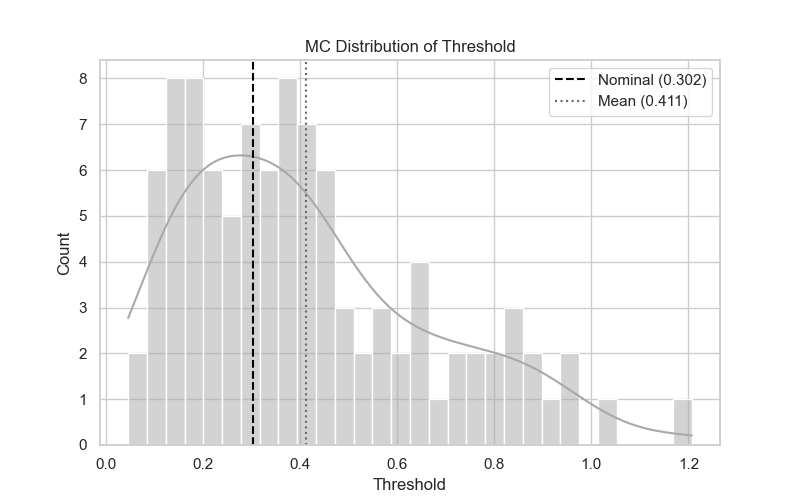 MC Distribution of Threshold
Nominal (0.302)
Mean (0.411)
Count
8
7
6
5
4
3
2
1
0
0.0 0.2 0.4 0.6 0.8 1.0 1.2
Threshold